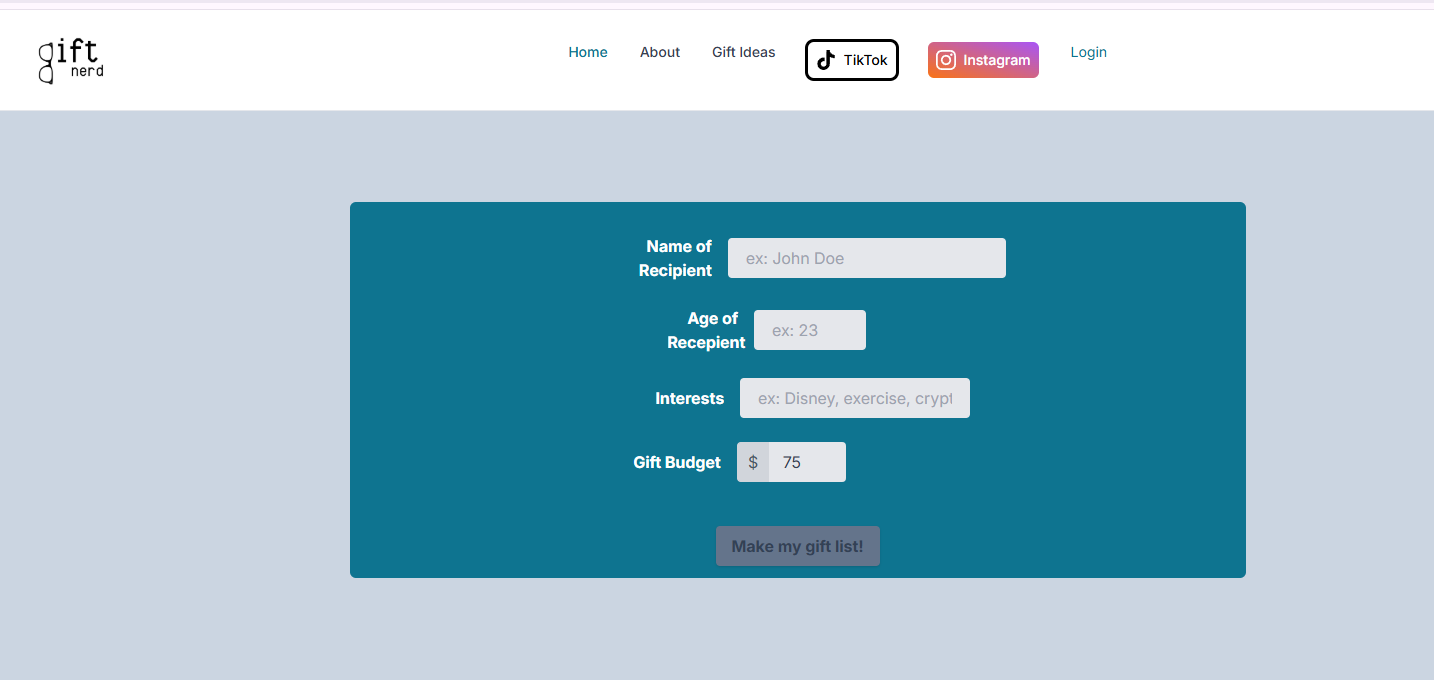 gift
nerd
Home About Gift Ideas TikTok Instagram Login
Name of
Recipient
ex: John Doe
Age of
Recepient
ex: 23
Interests
ex: Disney, exercise, crypt
Gift Budget
$ 75
Make my gift list!